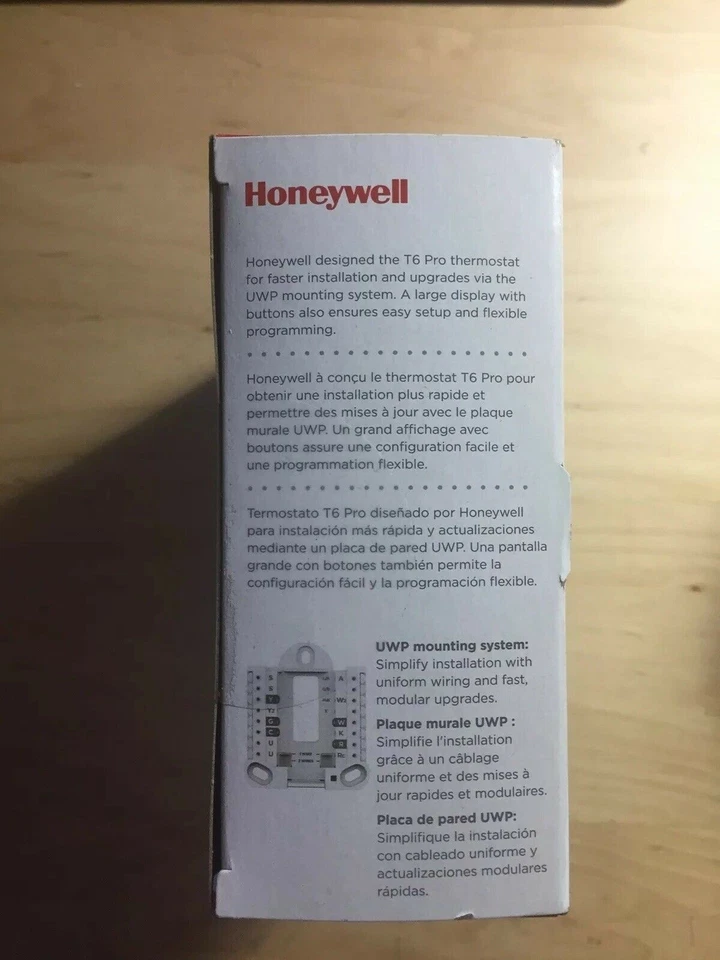 Honeywell
Honeywell designed the T6 Pro thermostat
for faster installation and upgrades via the
UWP mounting system. A large display with
buttons also ensures easy setup and flexible
programming.
Honeywell à conçu le thermostat T6 Pro pour
obtenir une installation plus rapide et
permettre des mises à jour avec le plaque
murale UWP. Un grand affichage avec
boutons assure une configuration facile et
une programmation flexible.
Termostato T6 Pro diseñado por Honeywell
para instalación más rápida y actualizaciones
mediante un placa de pared UWP. Una pantalla
grande con botones también permite la
configuración fácil y la programación flexible.
UWP mounting system:
Simplify installation with
uniform wiring and fast,
modular upgrades.
Plaque murale UWP :
Simplifie l'installation
grâce à un câblage
uniforme et des mises à
jour rapides et modulaires.
Placa de pared UWP:
Simplifique la instalación
con cableado uniforme y
actualizaciones modulares
rápidas.
S
S
Y
Y2
G
C
U
U
A
W2
W
K
R
Rc